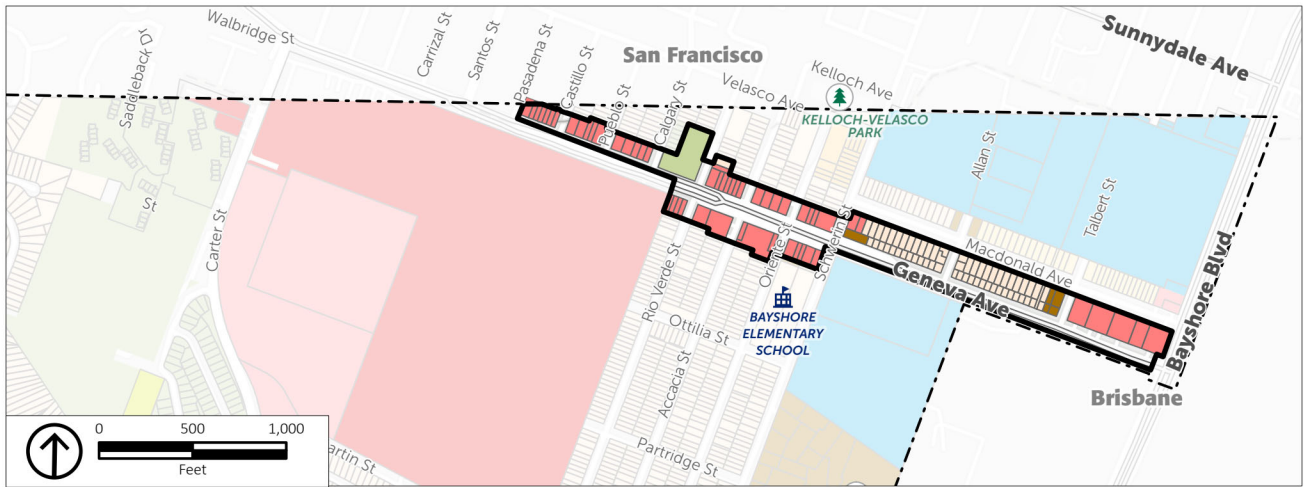 Walbridge St
Saddleback Dr
Carrizal St
Santos St
Pasadena St
Castillo St
Pueblo St
Calgary St
San Francisco
Velasco Ave
Kelloch Ave
KELLOCH-VELASCO
PARK
Sunnydale Ave
Allan St
Talbert St
Macdonald Ave
Bayshore Blvd
Geneva Ave
Schwerin St
Oriente St
Rio Verde St
St
Carter St
BAYSHORE
ELEMENTARY
SCHOOL
Ottilia St
Accacia St
Partridge St
Brisbane
artin St
0 500 1,000
Feet